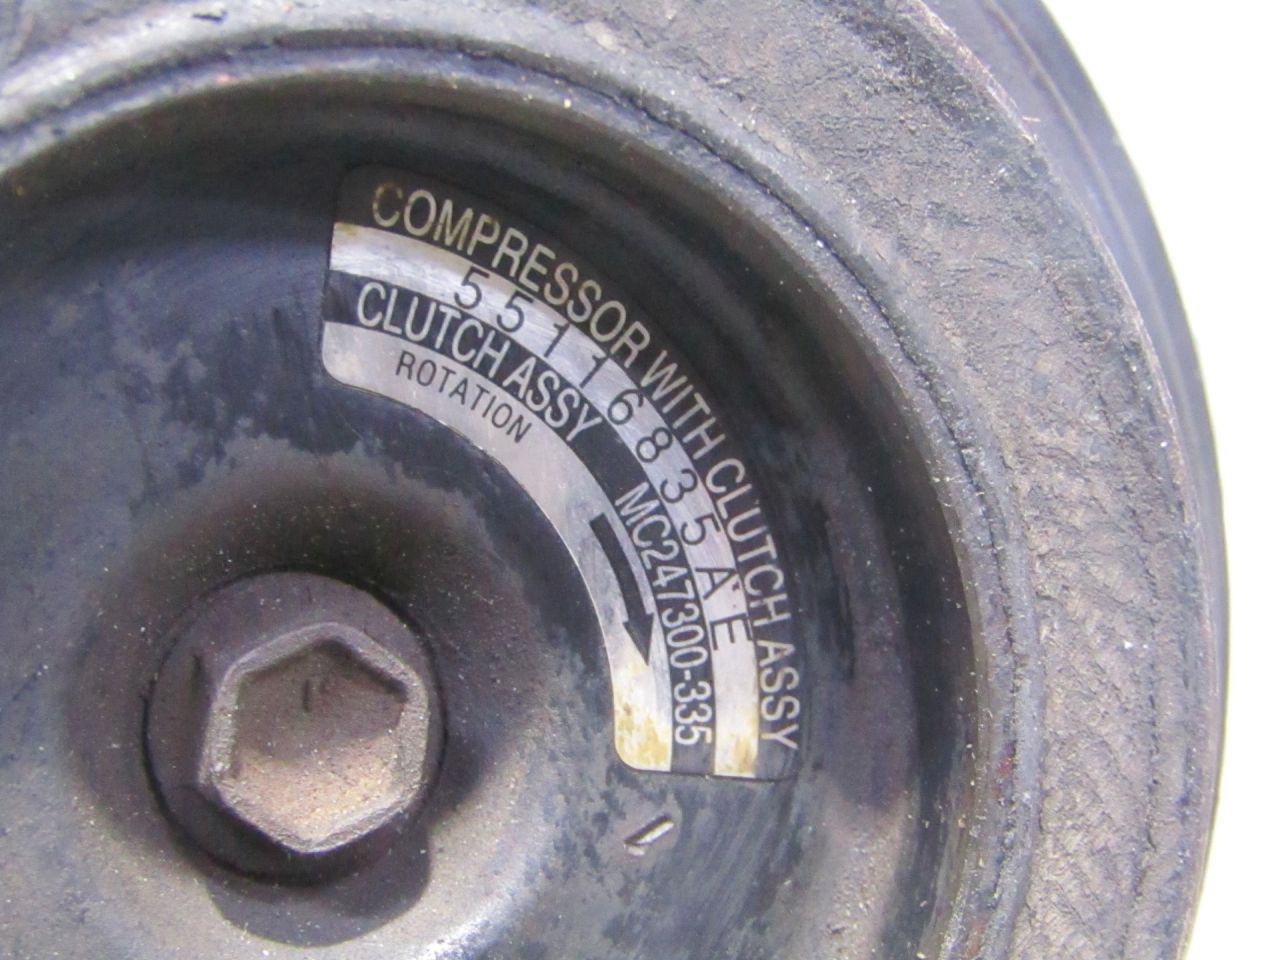 COMPRESSOR WITH CLUTCH ASSY
55116835AE
CLUTCH ASSY MC247300-335
ROTATION